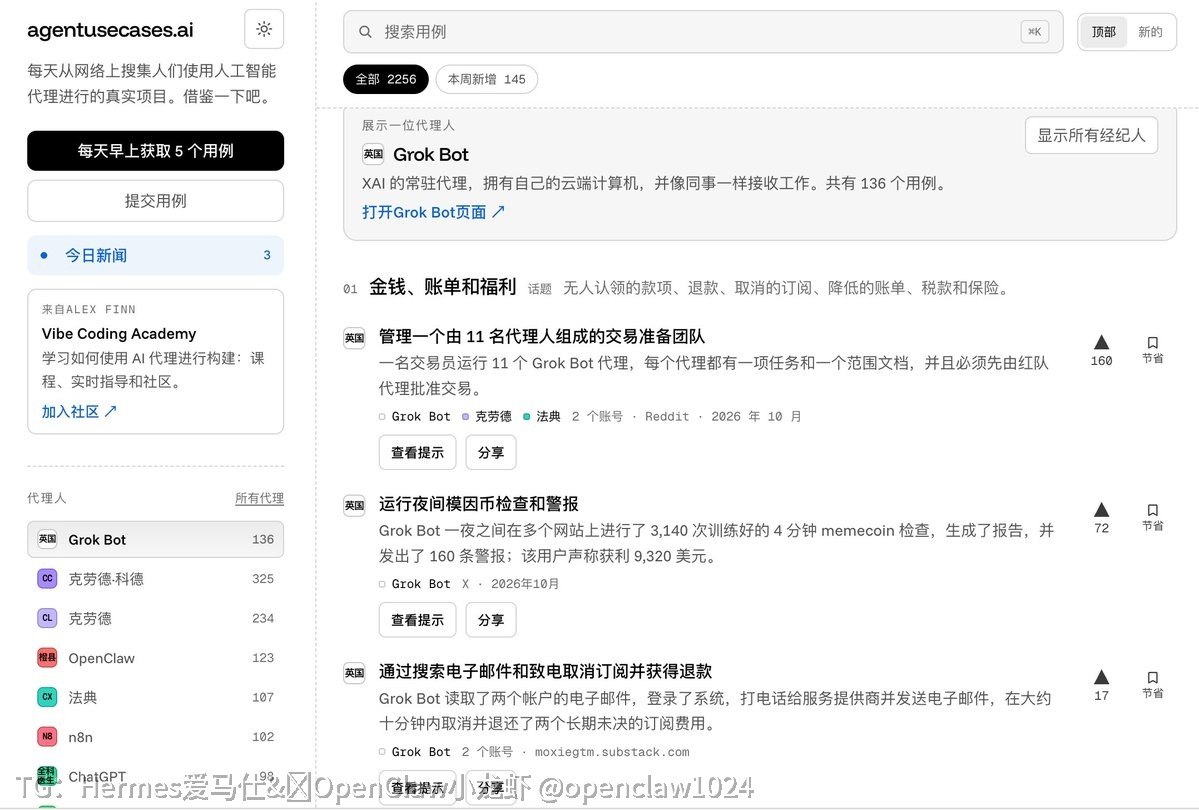 agentusecases.ai
每天从网络上搜集人们使用人工智能
代理进行的真实项目。借鉴一下吧。
每天早上获取 5 个用例
提交用例
今日新闻 3
来自ALEX FINN
Vibe Coding Academy
学习如何使用 AI 代理进行构建：课
程、实时指导和社区。
加入社区 ↗
代理人 所有代理
英国 Grok Bot 136
CC 克劳德·科德 325
CL 克劳德 234
橙县 OpenClaw 123
CX 法典 107
N8 n8n 102
ChatGPT 98
搜索用例 ⌘K
顶部 新的
全部 2256 本周新增 145
展示一位代理人
英国 Grok Bot
显示所有经纪人
XAI 的常驻代理，拥有自己的云端计算机，并像同事一样接收工作。共有 136 个用例。
打开Grok Bot页面 ↗
01 金钱、账单和福利 话题 无人认领的款项、退款、取消的订阅、降低的账单、税款和保险。
英国 管理一个由 11 名代理人组成的交易准备团队
一名交易员运行 11 个 Grok Bot 代理，每个代理都有一项任务和一个范围文档，并且必须先由红队
代理批准交易。
Grok Bot 克劳德 法典 2 个账号 · Reddit · 2026 年 10 月
查看提示 分享
▲ 160 节省
英国 运行夜间模因币检查和警报
Grok Bot 一夜之间在多个网站上进行了 3,140 次训练好的 4 分钟 memecoin 检查，生成了报告，并
发出了 160 条警报；该用户声称获利 9,320 美元。
Grok Bot X · 2026年10月
查看提示 分享
▲ 72 节省
英国 通过搜索电子邮件和致电取消订阅并获得退款
Grok Bot 读取了两个帐户的电子邮件，登录了系统，打电话给服务提供商并发送电子邮件，在大约
十分钟内取消并退还了两个长期未决的订阅费用。
Grok Bot 2 个账号 · moxiegtm.substack.com
查看提示 分享
▲ 17 节省
TG: Hermes爱马仕&OpenClaw小龙虾 @openclaw1024